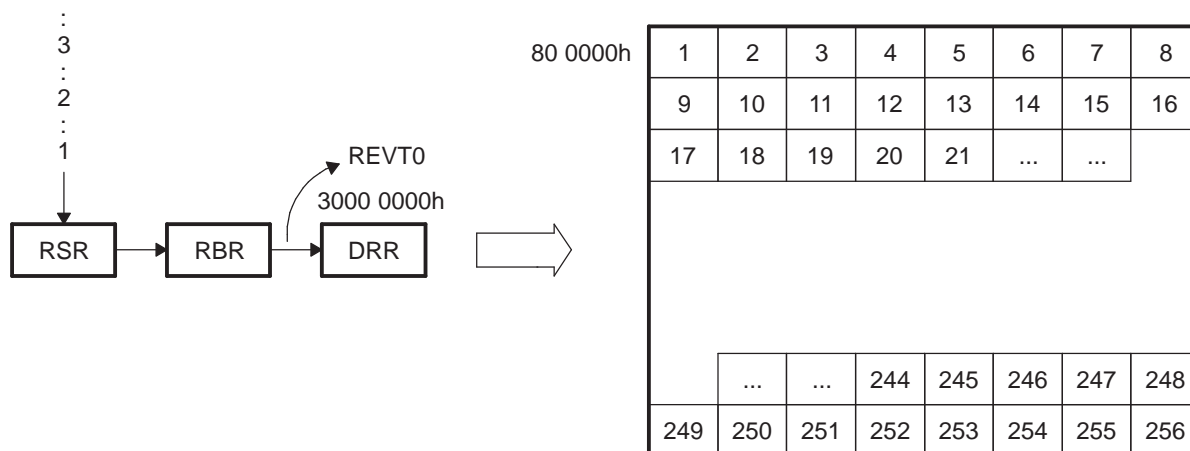 :
3
:
2
:
1
REVT0
3000 0000h
RSR
RBR
DRR
80 0000h
1 2 3 4 5 6 7 8
9 10 11 12 13 14 15 16
17 18 19 20 21 ... ...
... ... 244 245 246 247 248
249 250 251 252 253 254 255 256